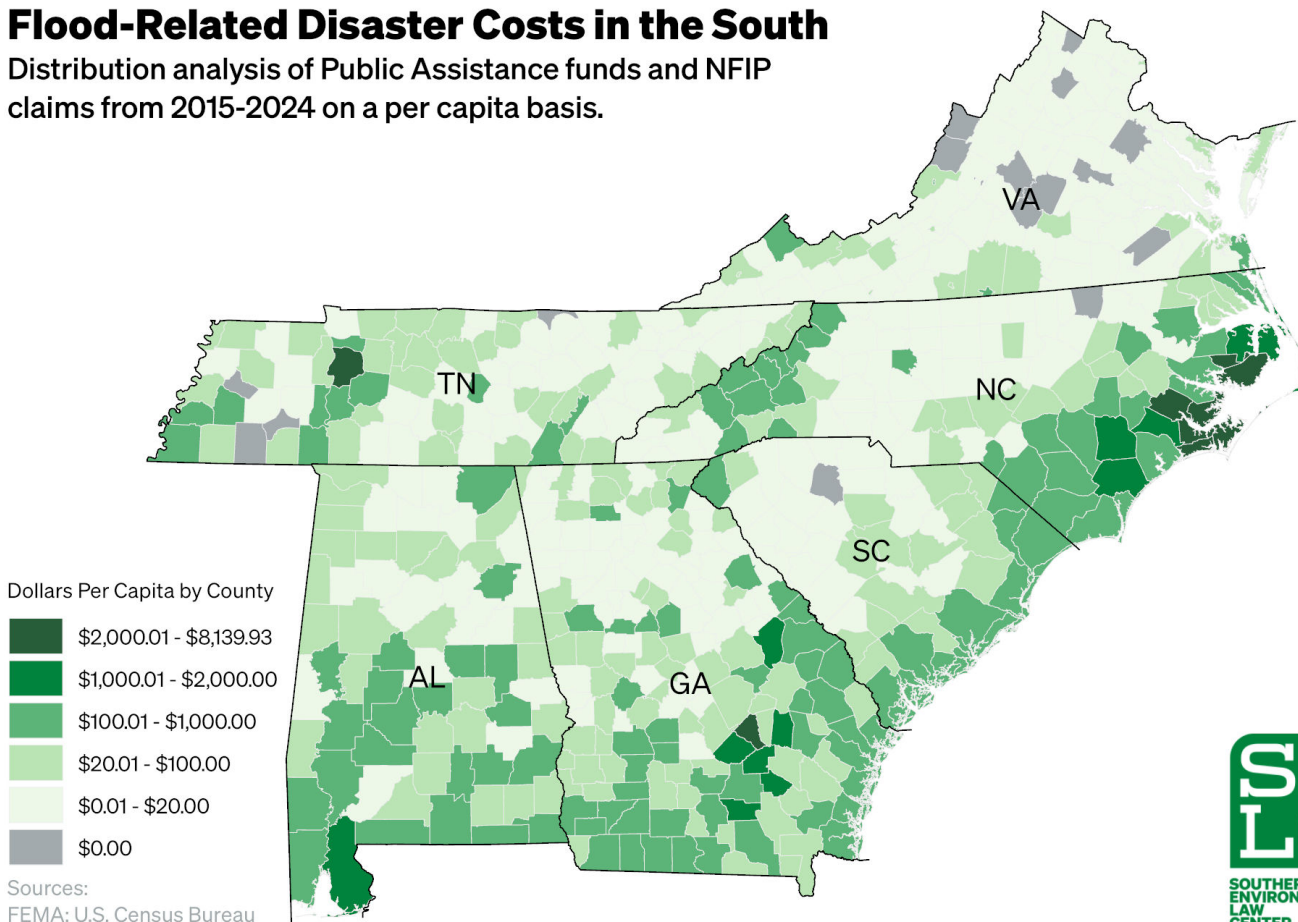 Flood-Related Disaster Costs in the South
Distribution analysis of Public Assistance funds and NFIP
claims from 2015-2024 on a per capita basis.
VA
TN
NC
SC
AL
GA
Dollars Per Capita by County
$2,000.01 - $8,139.93
$1,000.01 - $2,000.00
$100.01 - $1,000.00
$20.01 - $100.00
$0.01 - $20.00
$0.00
Sources:
FEMA: U.S. Census Bureau
S
L
SOUTHER
ENVIRON
LAW
CENTER